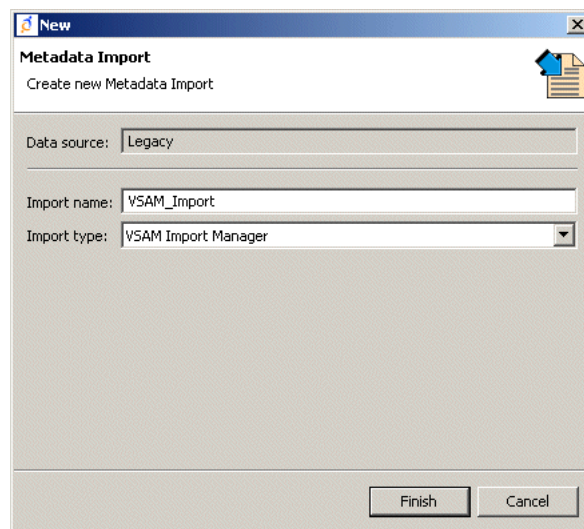 New
Metadata Import
Create new Metadata Import
Data source: Legacy
Import name: VSAM_Import
Import type: VSAM Import Manager
Finish Cancel